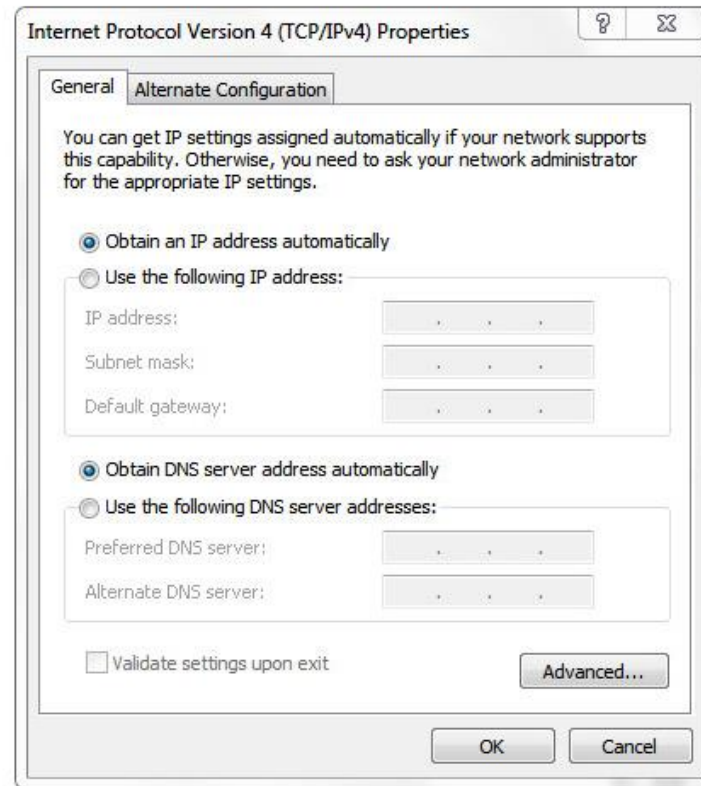 Internet Protocol Version 4 (TCP/IPv4) Properties
General
Alternate Configuration
You can get IP settings assigned automatically if your network supports
this capability. Otherwise, you need to ask your network administrator
for the appropriate IP settings.
Obtain an IP address automatically
Use the following IP address:
IP address:
Subnet mask:
Default gateway:
Obtain DNS server address automatically
Use the following DNS server addresses:
Preferred DNS server:
Alternate DNS server:
Validate settings upon exit
Advanced...
OK
Cancel